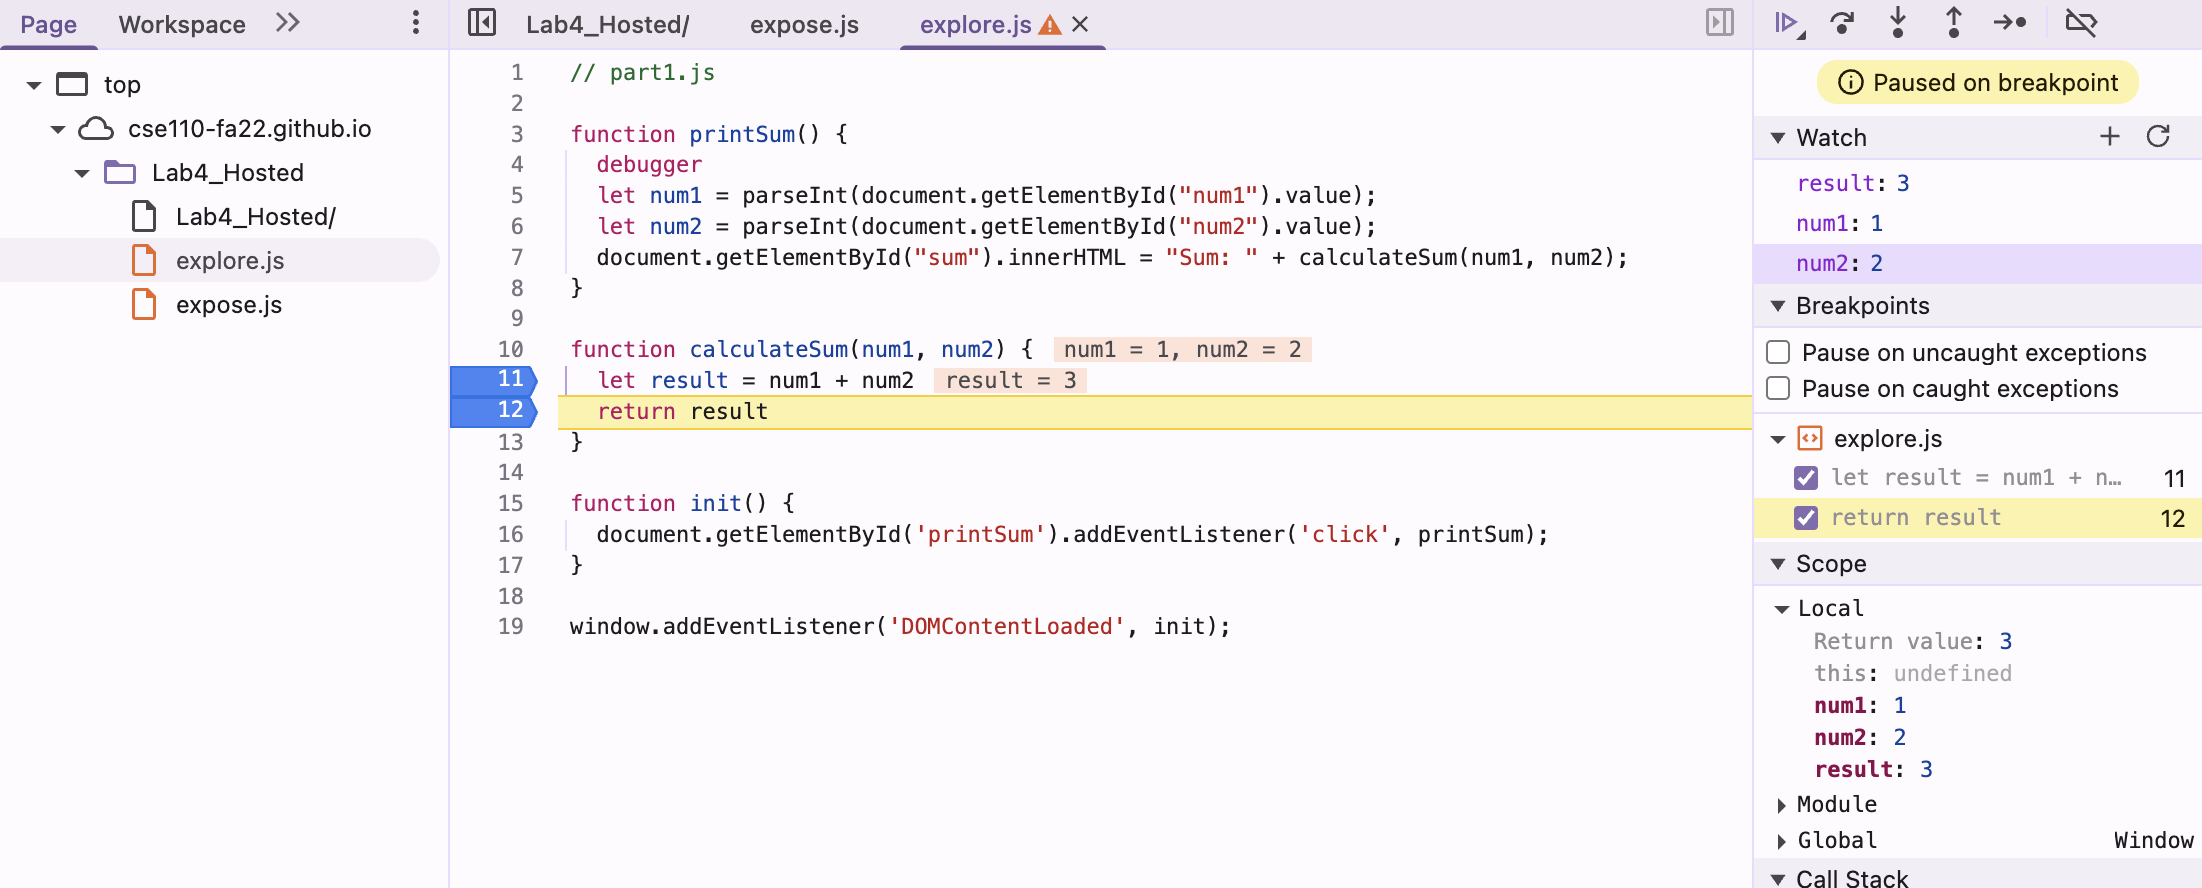 Page Workspace
top
cse110-fa22.github.io
Lab4_Hosted
Lab4_Hosted/
explore.js
expose.js
Lab4_Hosted/ expose.js explore.js
1 // part1.js
2
3 function printSum() {
4   debugger
5   let num1 = parseInt(document.getElementById("num1").value);
6   let num2 = parseInt(document.getElementById("num2").value);
7   document.getElementById("sum").innerHTML = "Sum: " + calculateSum(num1, num2);
8 }
9
10 function calculateSum(num1, num2) { num1 = 1, num2 = 2
11   let result = num1 + num2 result = 3
12   return result
13 }
14
15 function init() {
16   document.getElementById('printSum').addEventListener('click', printSum);
17 }
18
19 window.addEventListener('DOMContentLoaded', init);
Paused on breakpoint
Watch
result: 3
num1: 1
num2: 2
Breakpoints
Pause on uncaught exceptions
Pause on caught exceptions
explore.js
let result = num1 + n… 11
return result 12
Scope
Local
Return value: 3
this: undefined
num1: 1
num2: 2
result: 3
Module
Global Window
Call Stack